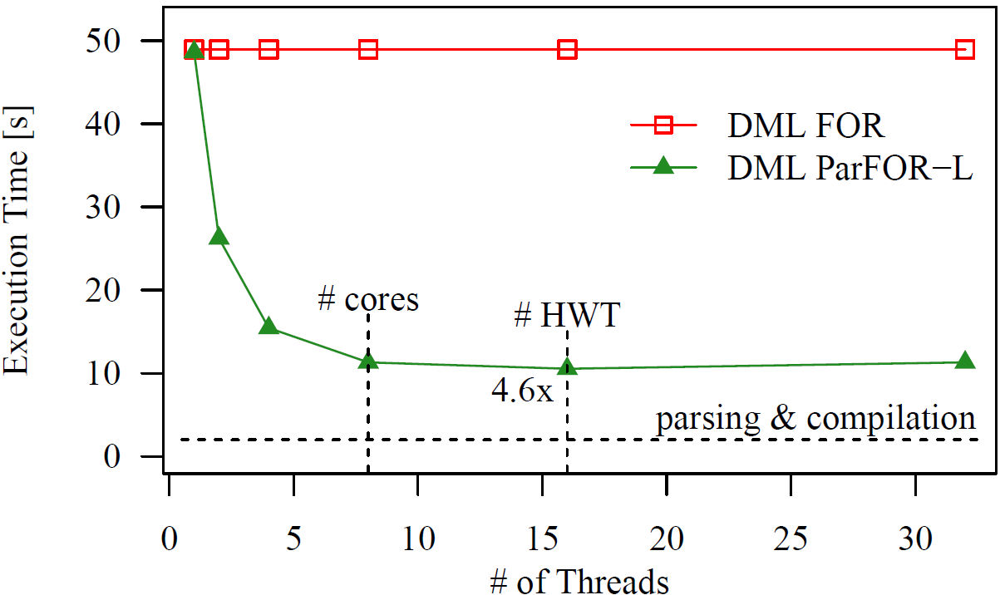 Execution Time [s]
50
40
30
20
10
0
DML FOR
DML ParFOR−L
# cores
# HWT
4.6x
parsing & compilation
0 5 10 15 20 25 30
# of Threads